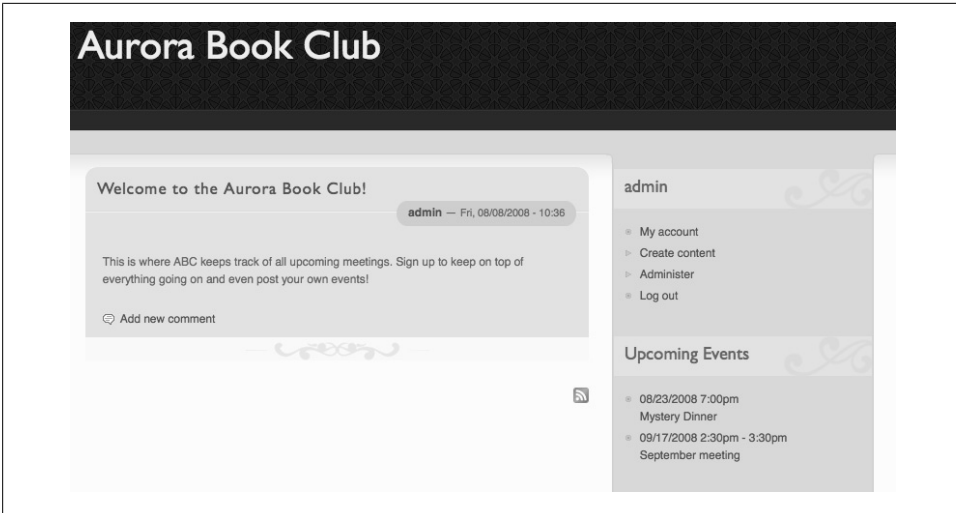 Aurora Book Club
Welcome to the Aurora Book Club!
admin — Fri, 08/08/2008 - 10:36
This is where ABC keeps track of all upcoming meetings. Sign up to keep on top of
everything going on and even post your own events!
Add new comment
admin
My account
Create content
Administer
Log out
Upcoming Events
08/23/2008 7:00pm
Mystery Dinner
09/17/2008 2:30pm - 3:30pm
September meeting